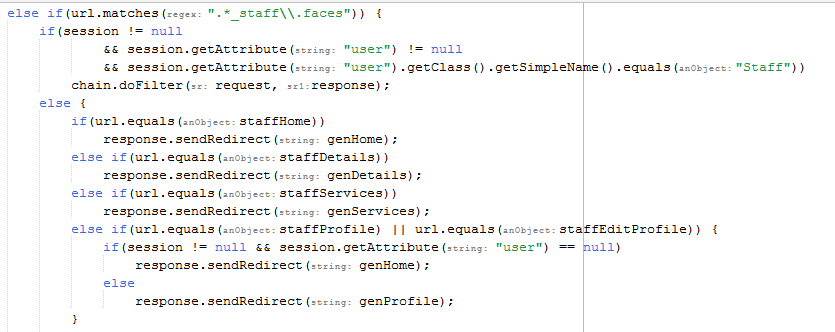 else if(url.matches(regex: ".*_staff\\.faces")) {
if(session != null
&& session.getAttribute(string: "user") != null
&& session.getAttribute(string: "user").getClass().getSimpleName().equals(anObject: "Staff"))
chain.doFilter(sr: request, sr1: response);
else {
if(url.equals(anObject: staffHome))
response.sendRedirect(string: genHome);
else if(url.equals(anObject: staffDetails))
response.sendRedirect(string: genDetails);
else if(url.equals(anObject: staffServices))
response.sendRedirect(string: genServices);
else if(url.equals(anObject: staffProfile) || url.equals(anObject: staffEditProfile)) {
if(session != null && session.getAttribute(string: "user") == null)
response.sendRedirect(string: genHome);
else
response.sendRedirect(string: genProfile);
}